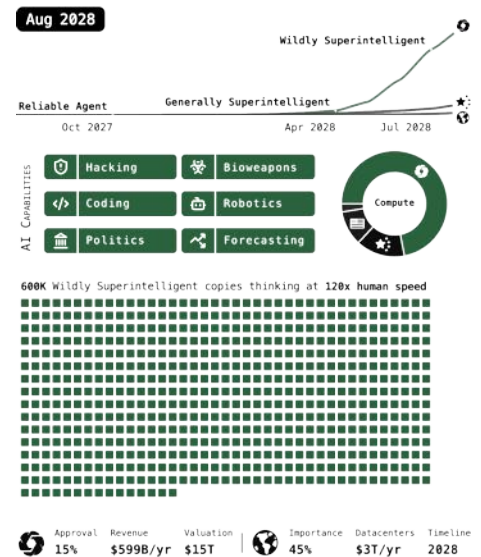 Aug 2028
Wildly Superintelligent
Reliable Agent
Generally Superintelligent
Oct 2027
Apr 2028
Jul 2028
AI Capabilities
Hacking
Bioweapons
Coding
Robotics
Politics
Forecasting
Compute
600K Wildly Superintelligent copies thinking at 120x human speed
Approval Revenue Valuation Importance Datacenters Timeline
15% $599B/yr $15T 45% $3T/yr 2028